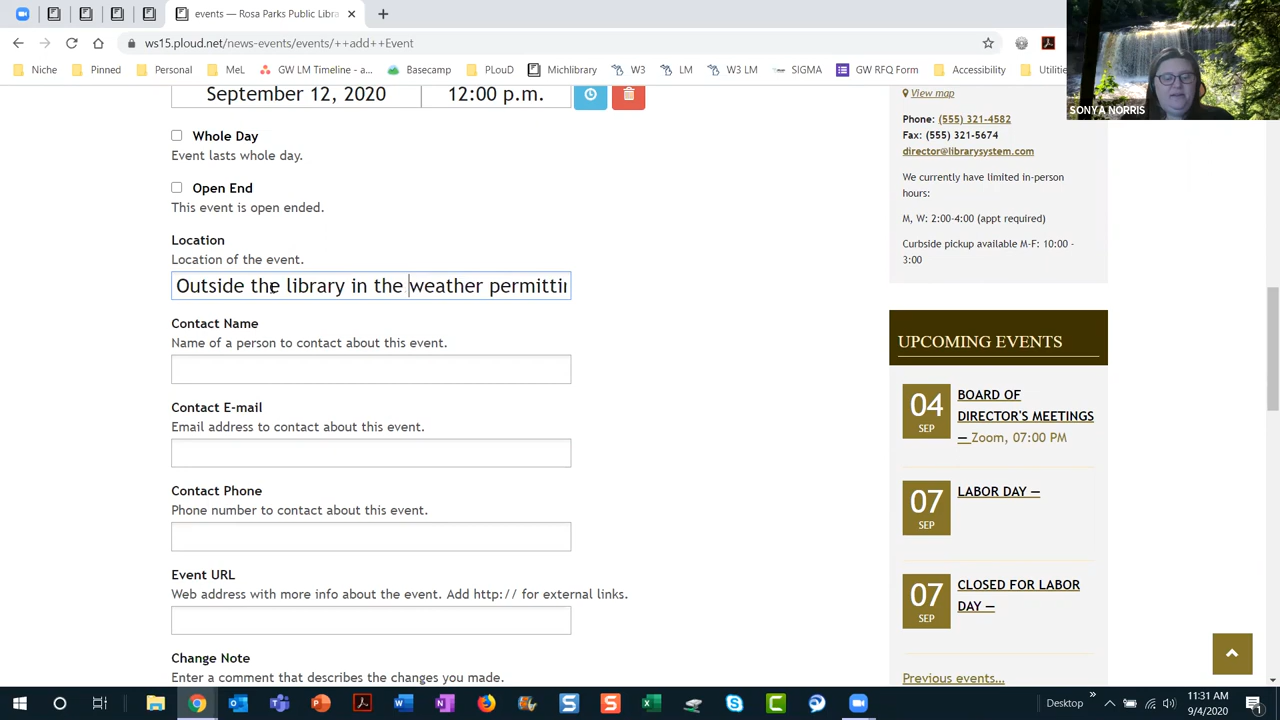 events — Rosa Parks Public Libra
ws15.ploud.net/news-events/events/++add++Event
Niche Pinned Personal MeL GW LM Timeline - a Basecamp PLouD Michlibrary W3 LM W3 LM SIGMA GW RFQ Form Accessibility Utilitie
SONYA NORRIS
September 12, 2020 12:00 p.m.
Whole Day
Event lasts whole day.
Open End
This event is open ended.
Location
Location of the event.
Outside the library in the weather permittin
Contact Name
Name of a person to contact about this event.
Contact E-mail
Email address to contact about this event.
Contact Phone
Phone number to contact about this event.
Event URL
Web address with more info about the event. Add http:// for external links.
Change Note
Enter a comment that describes the changes you made.
View map
Phone: (555) 321-4582
Fax: (555) 321-5674
director@librarysystem.com
We currently have limited in-person
hours:
M, W: 2:00-4:00 (appt required)
Curbside pickup available M-F: 10:00 -
3:00
UPCOMING EVENTS
04
SEP
BOARD OF
DIRECTOR'S MEETINGS
— Zoom, 07:00 PM
07
SEP
LABOR DAY —
07
SEP
CLOSED FOR LABOR
DAY —
Previous events...
Desktop
11:31 AM
9/4/2020
1